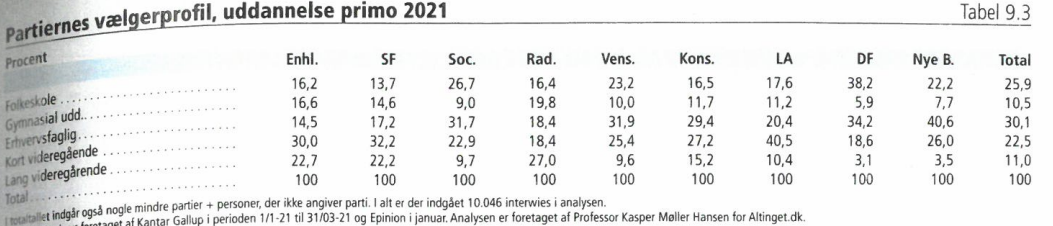 Partiernes vælgerprofil, uddannelse primo 2021 Tabel 9.3
Procent Enhl. SF Soc. Rad. Vens. Kons. LA DF Nye B. Total
Folkeskole 16,2 13,7 26,7 16,4 23,2 16,5 17,6 38,2 22,2 25,9
Gymnasial udd. 16,6 14,6 9,0 19,8 10,0 11,7 11,2 5,9 7,7 10,5
Erhvervsfaglig 14,5 17,2 31,7 18,4 31,9 29,4 20,4 34,2 40,6 30,1
Kort videregående 30,0 32,2 22,9 18,4 25,4 27,2 40,5 18,6 26,0 22,5
Lang videregårende 22,7 22,2 9,7 27,0 9,6 15,2 10,4 3,1 3,5 11,0
Total 100 100 100 100 100 100 100 100 100 100
I totaltallet indgår også nogle mindre partier + personer, der ikke angiver parti. I alt er der indgået 10.046 interwies i analysen.
foretaget af Kantar Gallup i perioden 1/1-21 til 31/03-21 og Epinion i januar. Analysen er foretaget af Professor Kasper Møller Hansen for Altinget.dk.